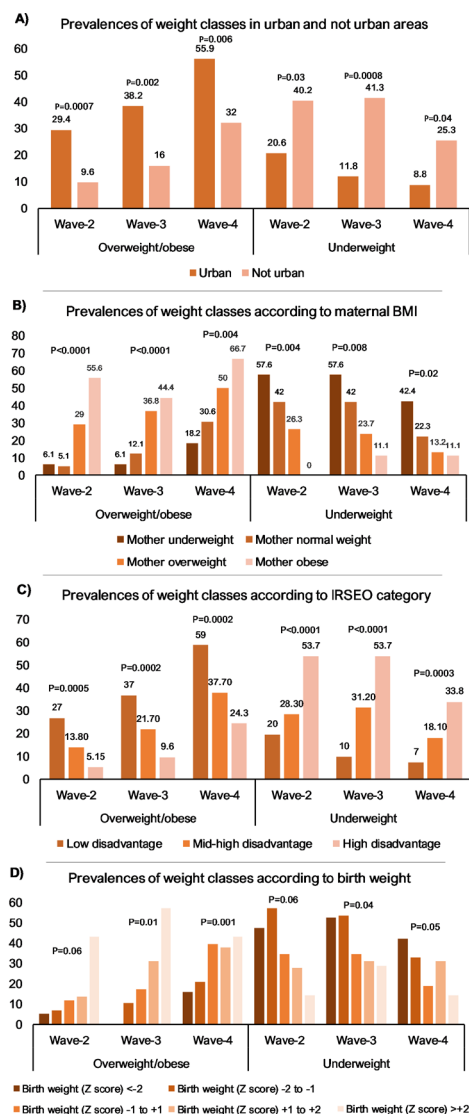 A) Prevalences of weight classes in urban and not urban areas
60
50
40
30
20
10
0
P=0.0007
29.4
9.6
P=0.002
38.2
16
P=0.006
55.9
32
P=0.03
20.6
40.2
P=0.0008
11.8
41.3
P=0.04
8.8
25.3
Wave-2 Wave-3 Wave-4 Wave-2 Wave-3 Wave-4
Overweight/obese Underweight
Urban Not urban
B) Prevalences of weight classes according to maternal BMI
80
70
60
50
40
30
20
10
0
P<0.0001
6.1 5.1 29 55.6
P<0.0001
6.1 12.1 36.8 44.4
P=0.004
18.2 30.6 50 66.7
P=0.004
57.6 42 26.3 0
P=0.008
57.6 42 23.7 11.1
P=0.02
42.4 22.3 13.2 11.1
Wave-2 Wave-3 Wave-4 Wave-2 Wave-3 Wave-4
Overweight/obese Underweight
Mother underweight Mother normal weight
Mother overweight Mother obese
C) Prevalences of weight classes according to IRSEO category
70
60
50
40
30
20
10
0
P=0.0005
27 13.80 5.15
P=0.0002
37 21.70 9.6
P=0.0002
59 37.70 24.3
P<0.0001
20 28.30 53.7
P<0.0001
10 31.20 53.7
P=0.0003
7 18.10 33.8
Wave-2 Wave-3 Wave-4 Wave-2 Wave-3 Wave-4
Overweight/obese Underweight
Low disadvantage Mid-high disadvantage High disadvantage
D) Prevalences of weight classes according to birth weight
60
50
40
30
20
10
0
P=0.06
P=0.01
P=0.001
P=0.06
P=0.04
P=0.05
Wave-2 Wave-3 Wave-4 Wave-2 Wave-3 Wave-4
Overweight/obese Underweight
Birth weight (Z score) <-2 Birth weight (Z score) -2 to -1
Birth weight (Z score) -1 to +1 Birth weight (Z score) +1 to +2 Birth weight (Z score) >+2